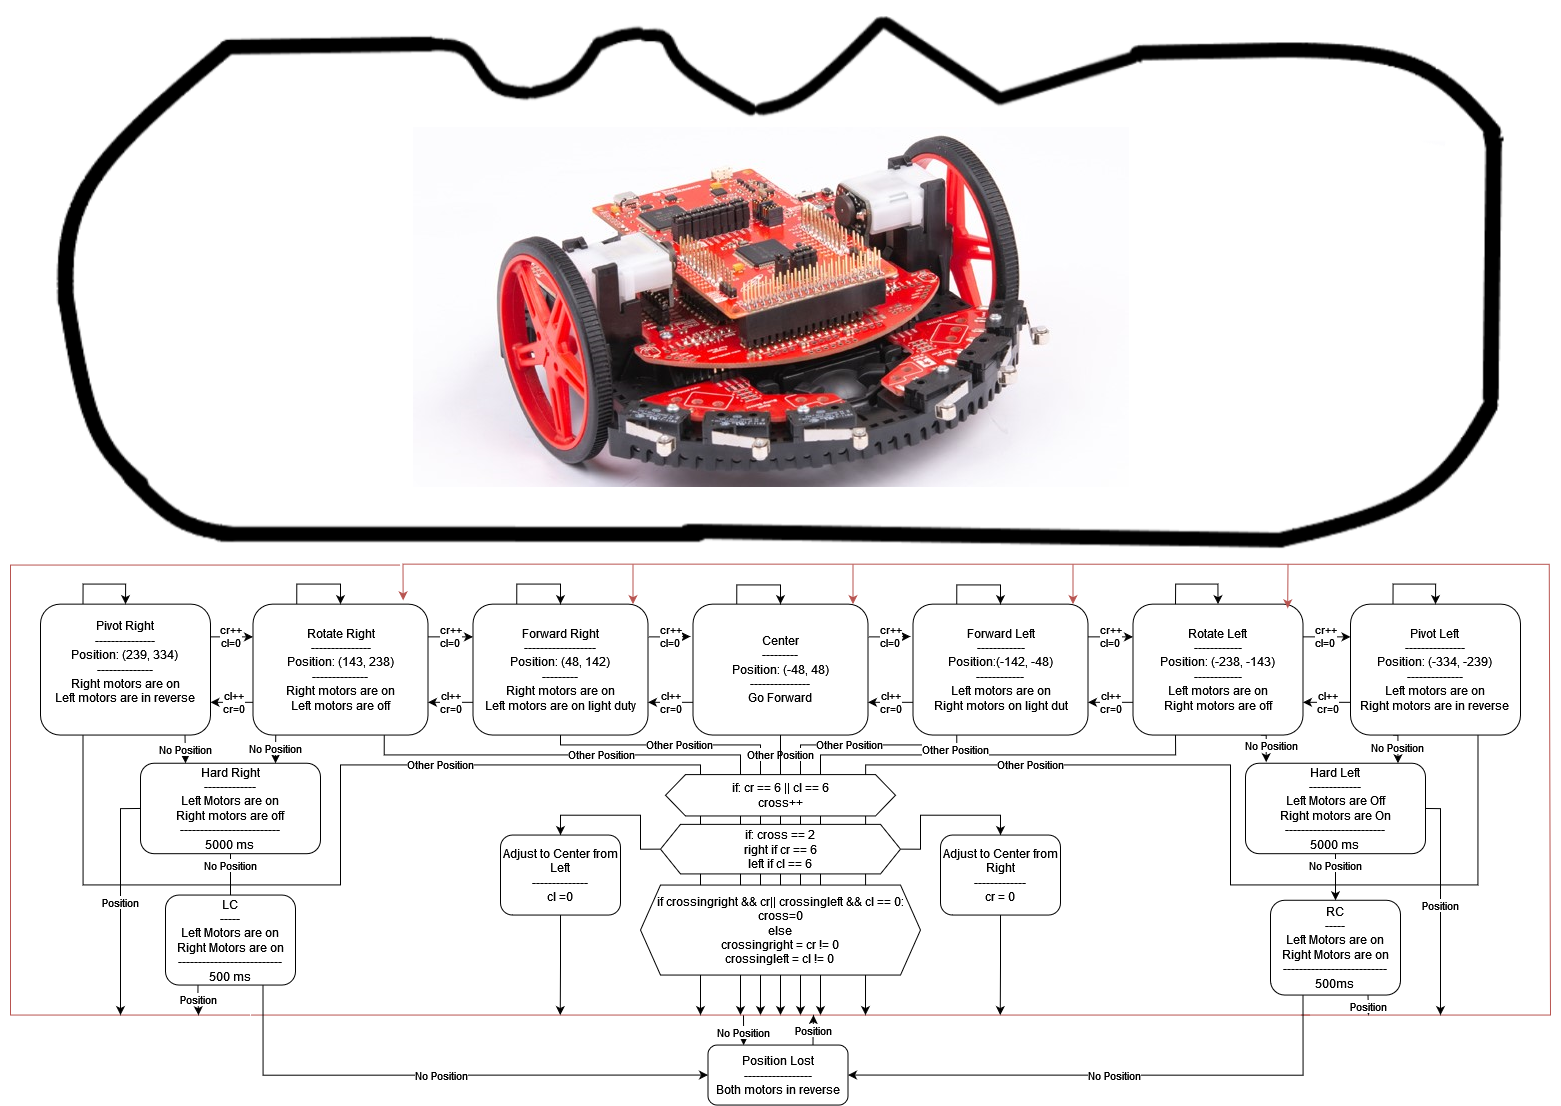 Pivot Right
---------------
Position: (239, 334)
--------------
Right motors are on
Left motors are in reverse
cr++
cl=0
cl++
cr=0
Rotate Right
---------------
Position: (143, 238)
--------------
Right motors are on
Left motors are off
cr++
cl=0
cl++
cr=0
Forward Right
------------------
Position: (48, 142)
---------
Right motors are on
Left motors are on light duty
cr++
cl=0
cl++
cr=0
Center
---------
Position: (-48, 48)
---------------
Go Forward
cr++
cl=0
cl++
cr=0
Forward Left
--------------
Position:(-142, -48)
------------
Left motors are on
Right motors on light dut
cr++
cl=0
cl++
cr=0
Rotate Left
---------------
Position: (-238, -143)
------------
Left motors are on
Right motors are off
cr++
cl=0
cl++
cr=0
Pivot Left
---------------
Position: (-334, -239)
--------------
Left motors are on
Right motors are in reverse
No Position
No Position
Other Position
Other Position
Other Position
Other Position
Other Position
Other Position
Other Position
No Position
No Position
Hard Right
-------------
Left Motors are on
Right motors are off
-------------------------
5000 ms
if: cr == 6 || cl == 6
cross++
Hard Left
-------------
Left Motors are Off
Right motors are On
-------------------------
5000 ms
if: cross == 2
right if cr == 6
left if cl == 6
Adjust to Center from
Left
--------------
cl =0
Adjust to Center from
Right
-------------
cr = 0
No Position
No Position
Position
Position
LC
-----
Left Motors are on
Right Motors are on
--------------------------
500 ms
if crossingright && cr|| crossingleft && cl == 0:
cross=0
else
crossingright = cr != 0
crossingleft = cl != 0
RC
-----
Left Motors are on
Right Motors are on
--------------------------
500ms
Position
Position
No Position
Position
Position Lost
-----------------
Both motors in reverse
No Position
No Position